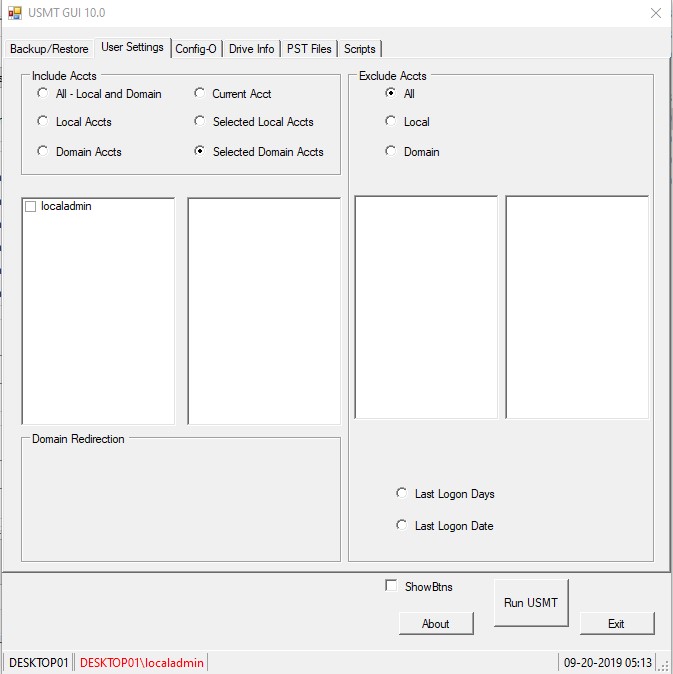 USMT GUI 10.0
Backup/Restore User Settings Config-O Drive Info PST Files Scripts
Include Accts
All - Local and Domain Current Acct
Local Accts Selected Local Accts
Domain Accts Selected Domain Accts
Exclude Accts
All
Local
Domain
localadmin
Domain Redirection
Last Logon Days
Last Logon Date
ShowBtns
Run USMT
About
Exit
DESKTOP01 DESKTOP01\localadmin 09-20-2019 05:13